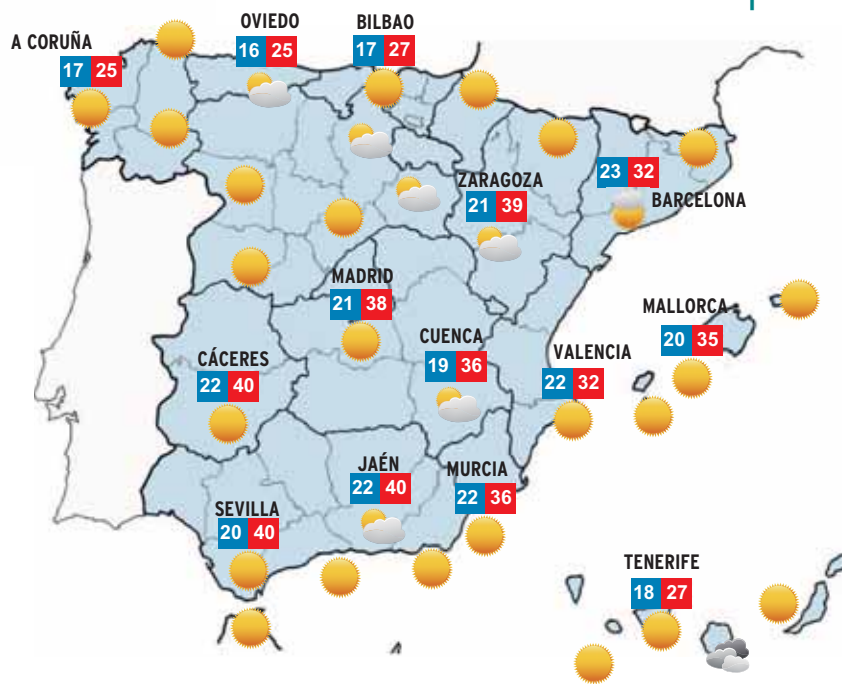 OVIEDO
16 25
BILBAO
17 27
A CORUÑA
17 25
ZARAGOZA
21 39
23 32
BARCELONA
MADRID
21 38
MALLORCA
20 35
CUENCA
19 36
VALENCIA
22 32
CÁCERES
22 40
JAÉN
22 40
MURCIA
22 36
SEVILLA
20 40
TENERIFE
18 27